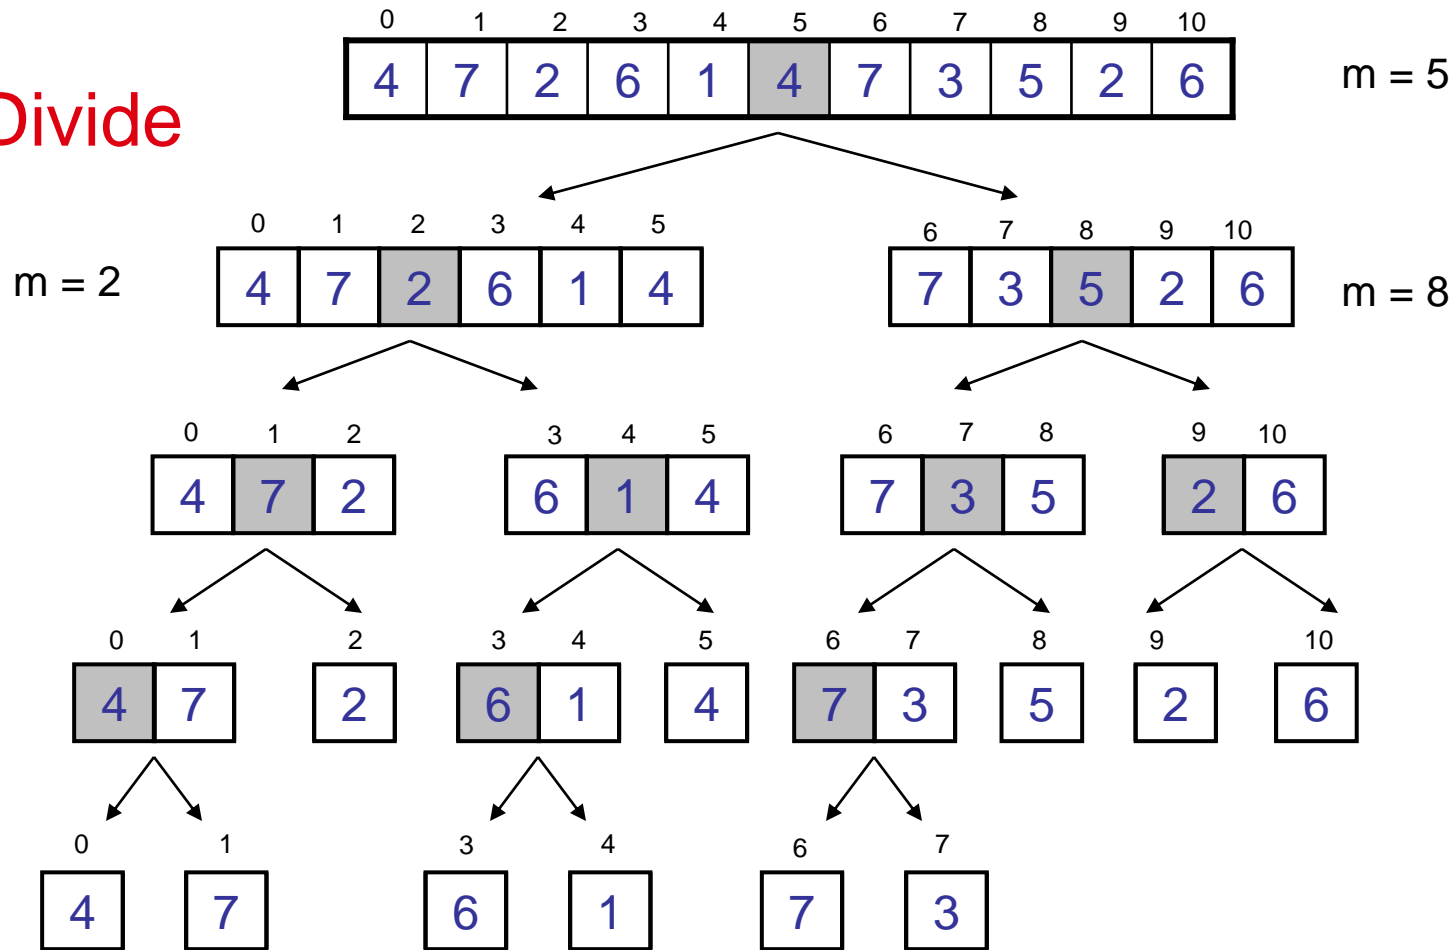 0 1 2 3 4 5 6 7 8 9 10
4 7 2 6 1 4 7 3 5 2 6 m = 5
Divide
0 1 2 3 4 5 6 7 8 9 10
m = 2 4 7 2 6 1 4 7 3 5 2 6 m = 8
0 1 2 3 4 5 6 7 8 9 10
4 7 2 6 1 4 7 3 5 2 6
0 1 2 3 4 5 6 7 8 9 10
4 7 2 6 1 4 7 3 5 2 6
0 1 3 4 6 7
4 7 6 1 7 3